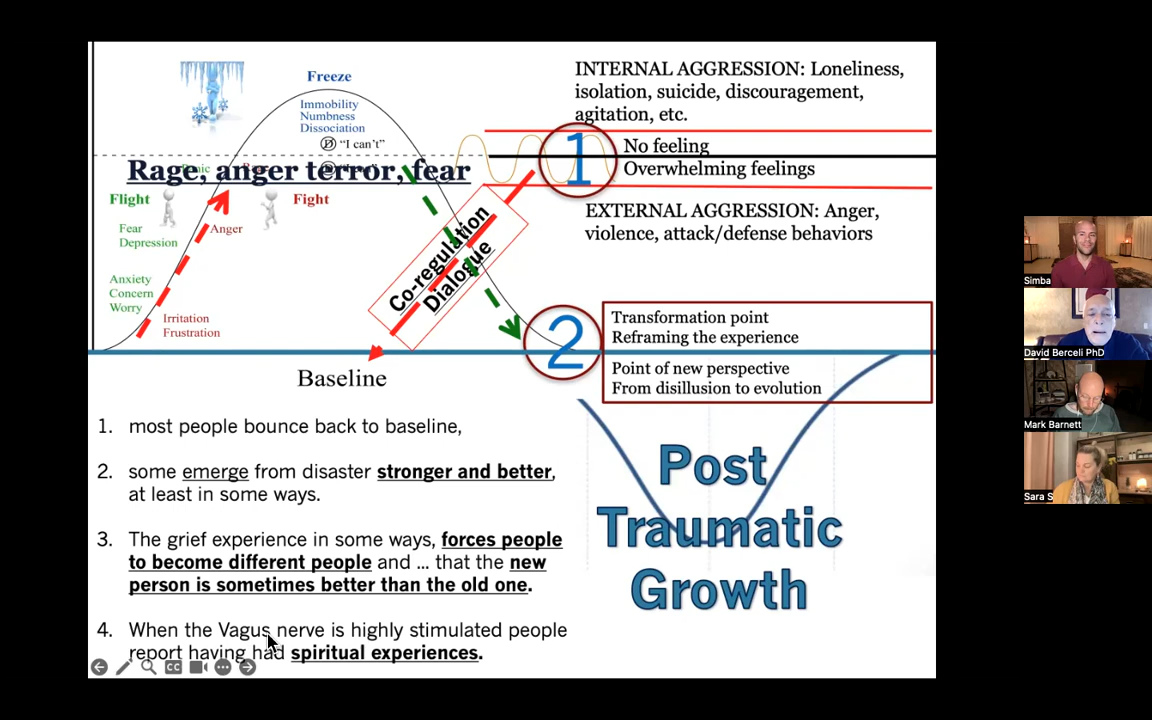 Freeze
Immobility
Numbness
Dissociation
"I can't"
Panic
Rage, anger terror, fear
Flight
Fight
Fear
Depression
Anger
Anxiety
Concern
Worry
Irritation
Frustration
Co-regulation
Dialogue
INTERNAL AGGRESSION: Loneliness,
isolation, suicide, discouragement,
agitation, etc.
1
No feeling
Overwhelming feelings
EXTERNAL AGGRESSION: Anger,
violence, attack/defense behaviors
2
Transformation point
Reframing the experience
Point of new perspective
From disillusion to evolution
Baseline
1. most people bounce back to baseline,
2. some emerge from disaster stronger and better,
at least in some ways.
3. The grief experience in some ways, forces people
to become different people and ... that the new
person is sometimes better than the old one.
4. When the Vagus nerve is highly stimulated people
report having had spiritual experiences.
CC
Post
Traumatic
Growth
Simba
David Berceli PhD
Mark Barnett
Sara S